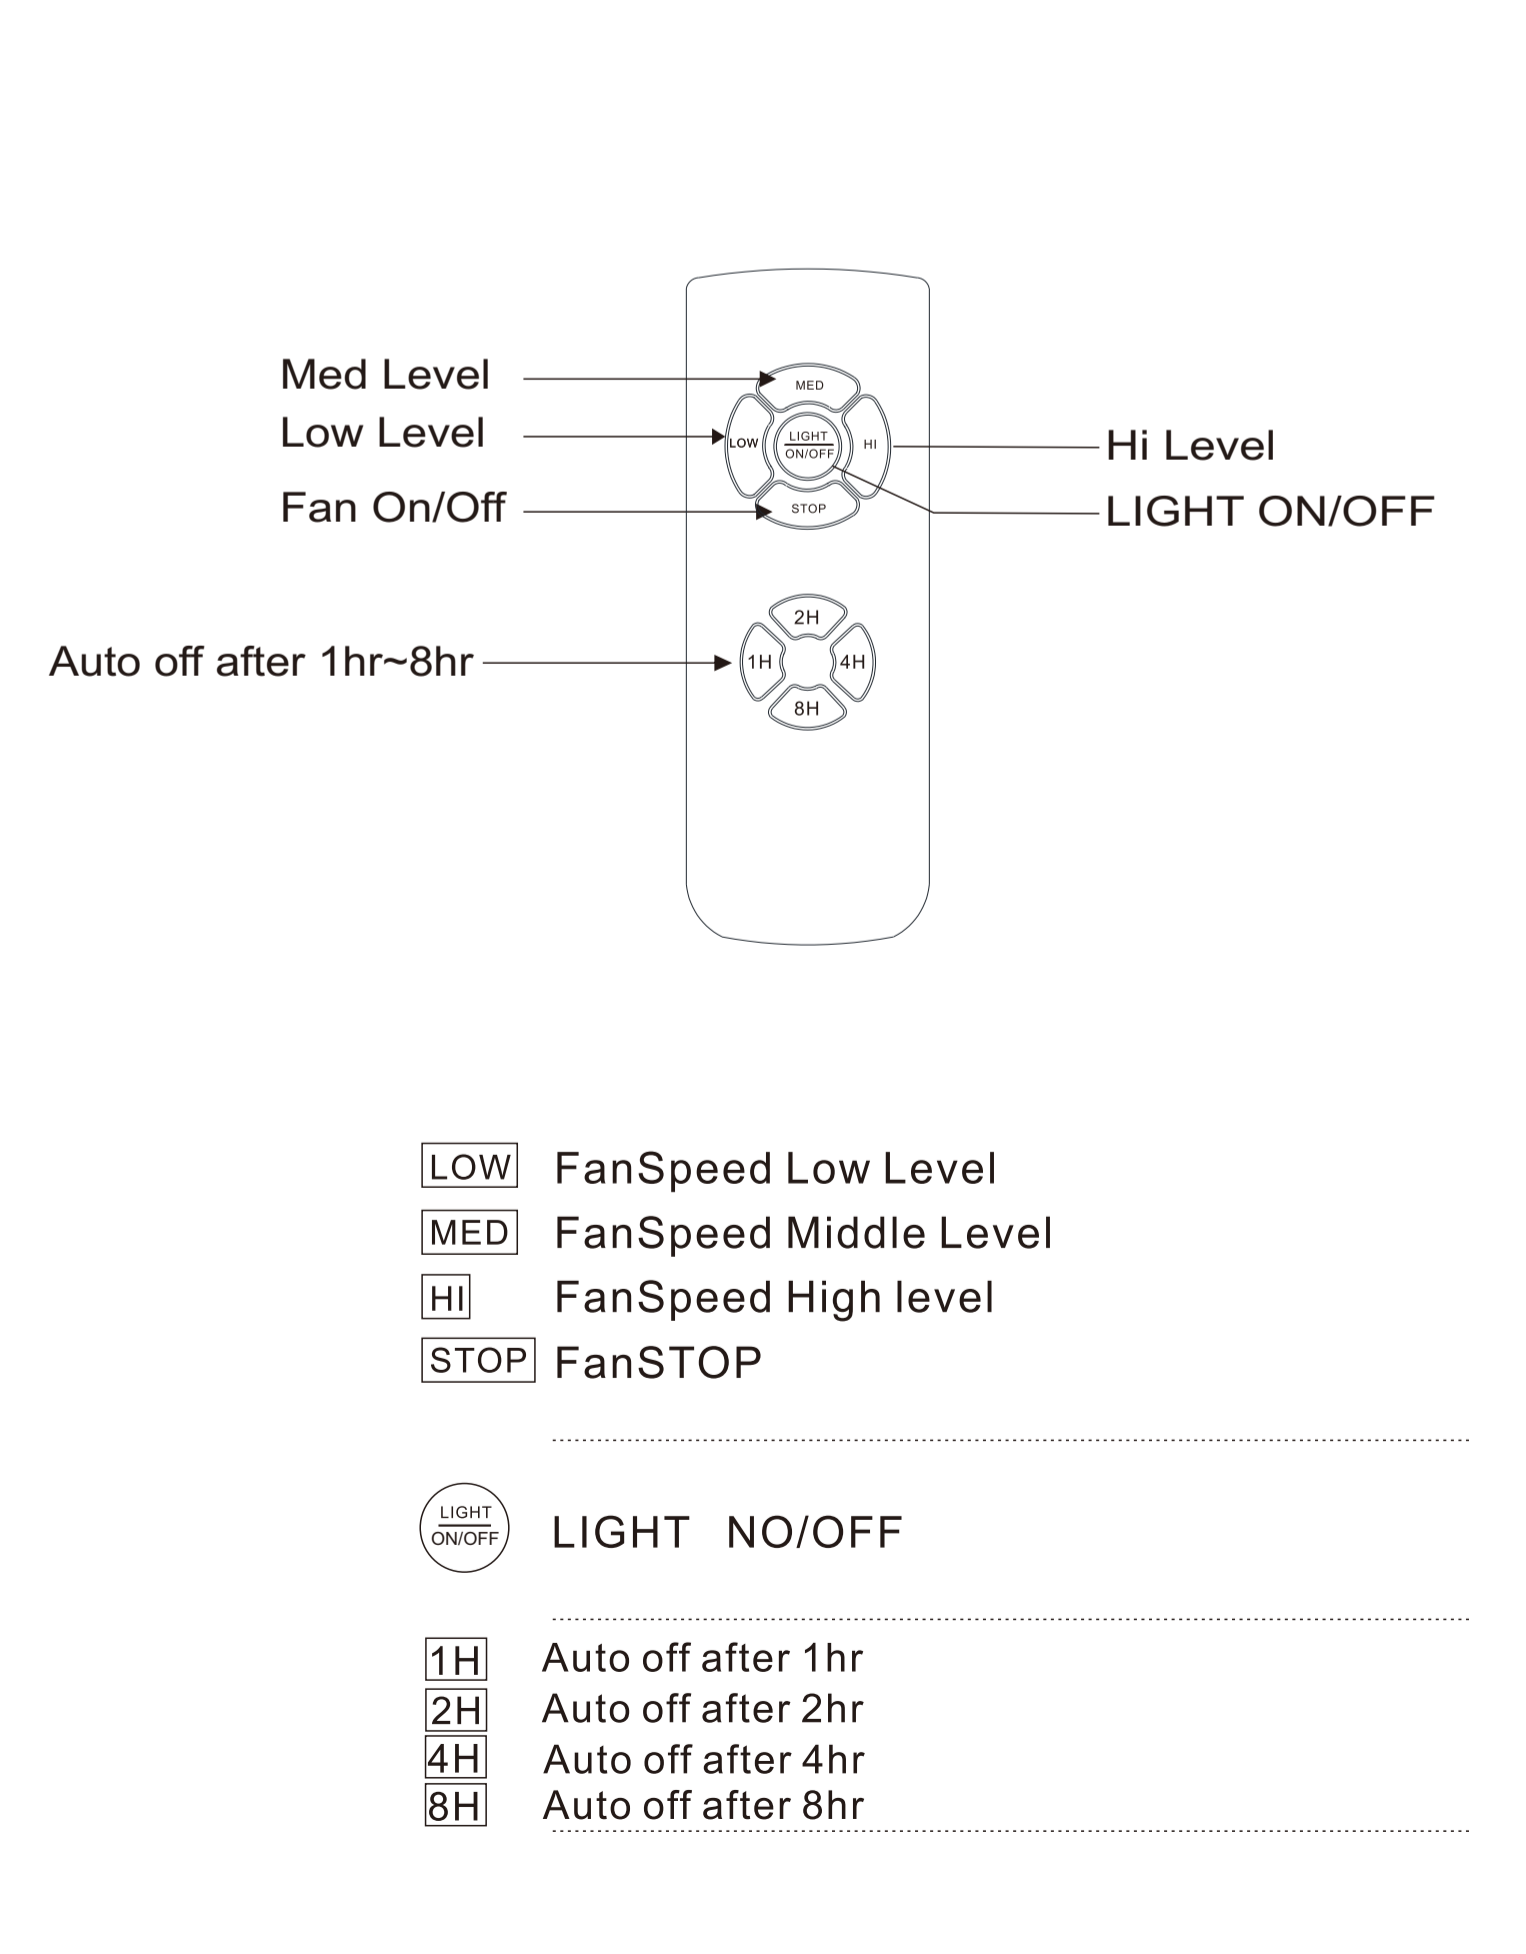 Med Level
Low Level
Fan On/Off
Auto off after 1hr~8hr
MED
LOW
LIGHT
ON/OFF
HI
STOP
2H
1H
4H
8H
Hi Level
LIGHT ON/OFF
LOW FanSpeed Low Level
MED FanSpeed Middle Level
HI FanSpeed High level
STOP FanSTOP
LIGHT
ON/OFF
LIGHT NO/OFF
1H Auto off after 1hr
2H Auto off after 2hr
4H Auto off after 4hr
8H Auto off after 8hr